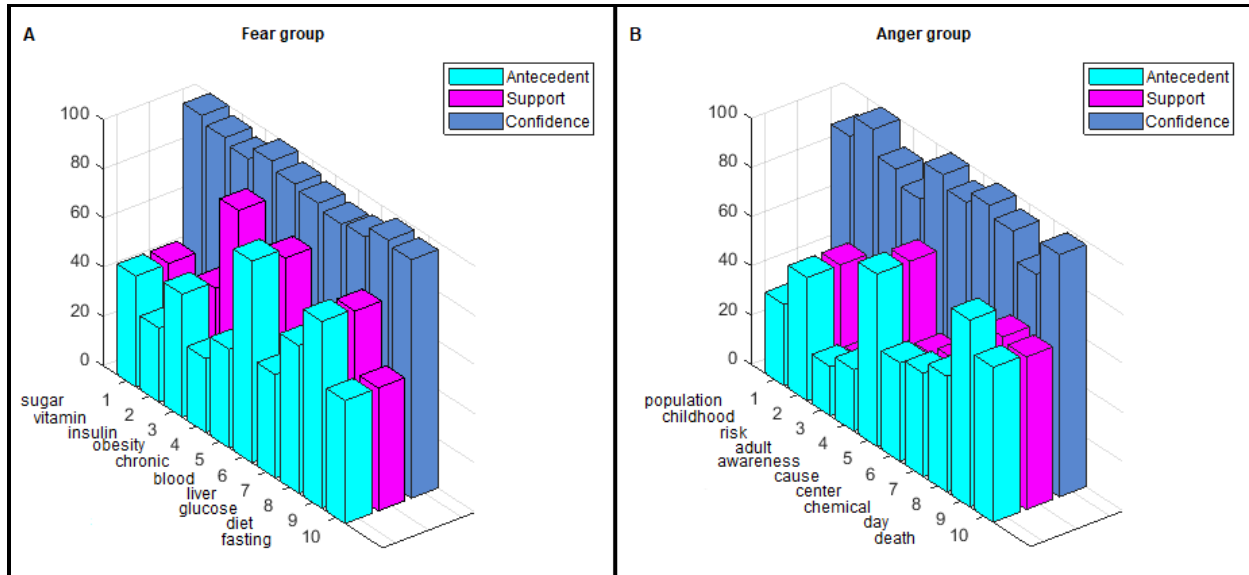 A
Fear group
Antecedent
Support
Confidence
100
80
60
40
20
0
sugar
vitamin
insulin
obesity
chronic
blood
liver
glucose
diet
fasting
1
2
3
4
5
6
7
8
9
10
B
Anger group
Antecedent
Support
Confidence
100
80
60
40
20
0
population
childhood
risk
adult
awareness
cause
center
chemical
day
death
1
2
3
4
5
6
7
8
9
10